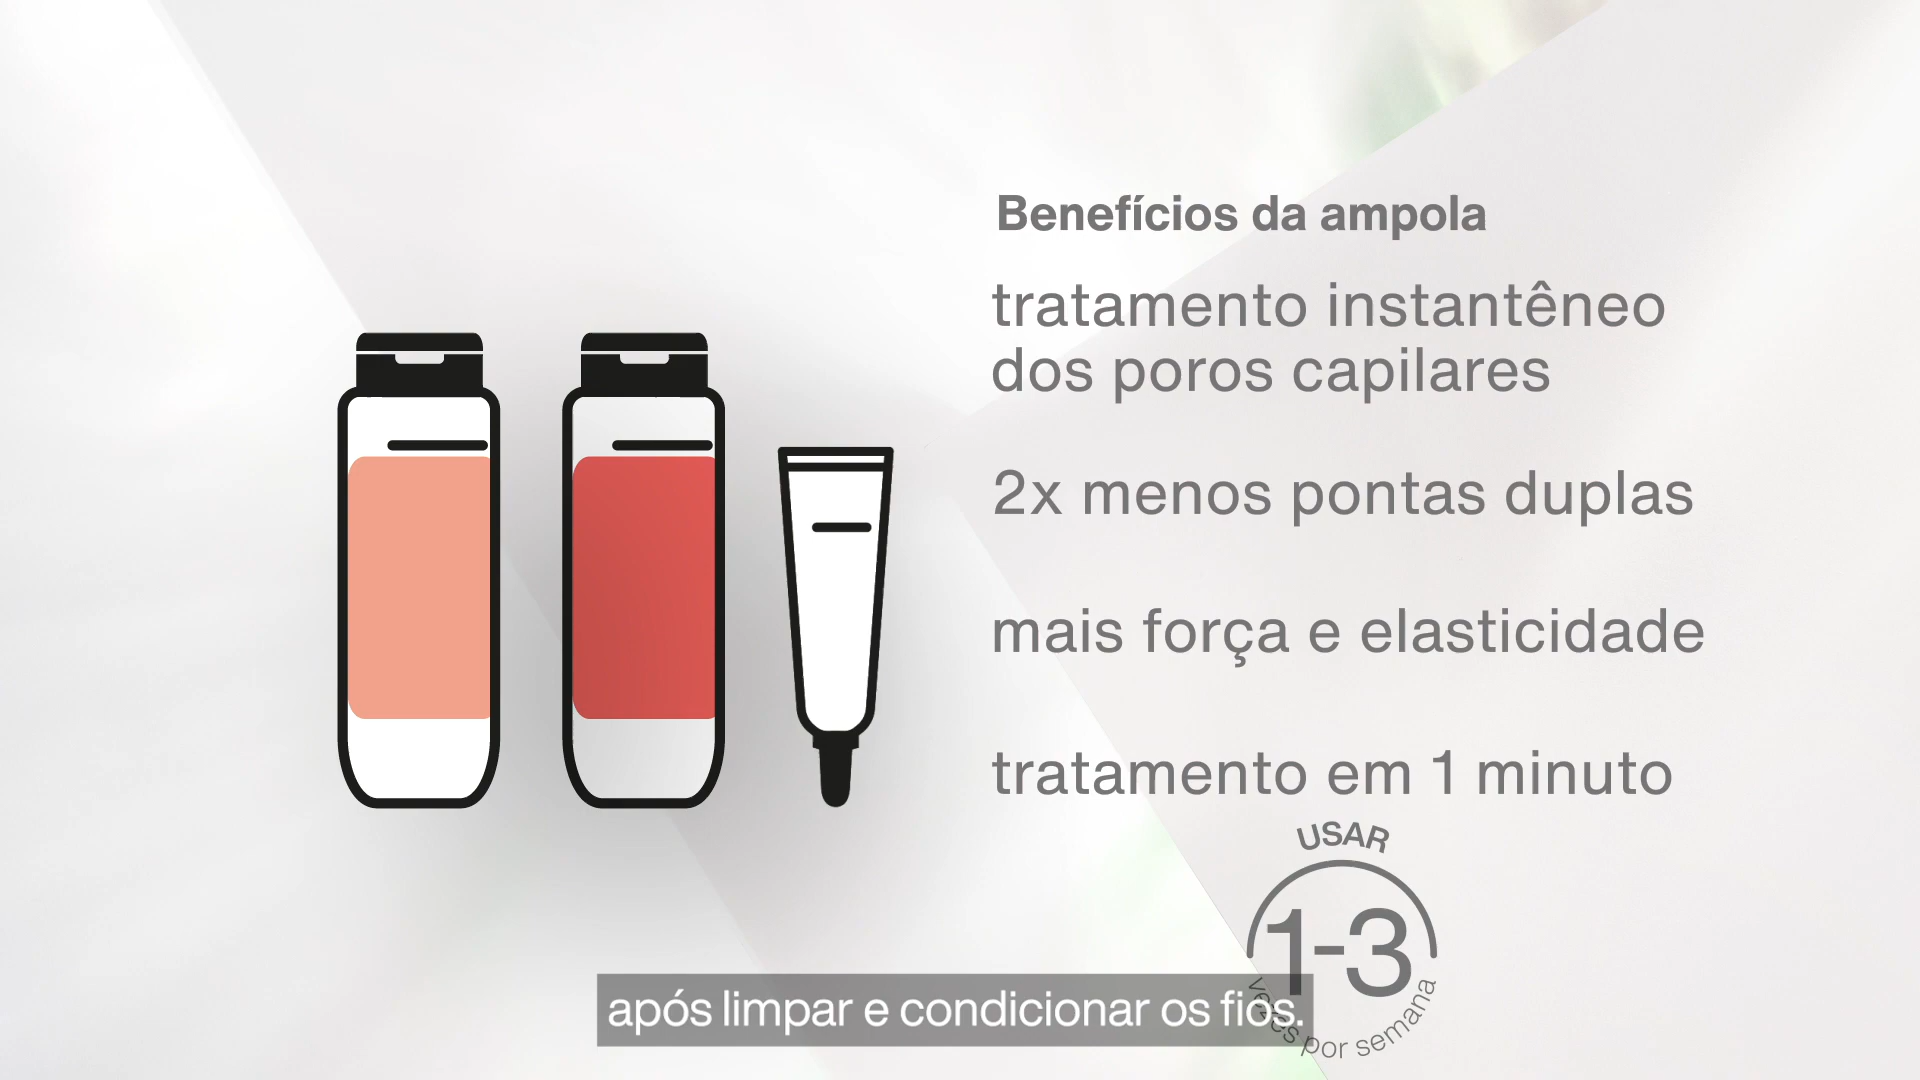 Benefícios da ampola
tratamento instantêneo
dos poros capilares
2x menos pontas duplas
mais força e elasticidade
tratamento em 1 minuto
USAR
1-3
vezes por semana
após limpar e condicionar os fios.